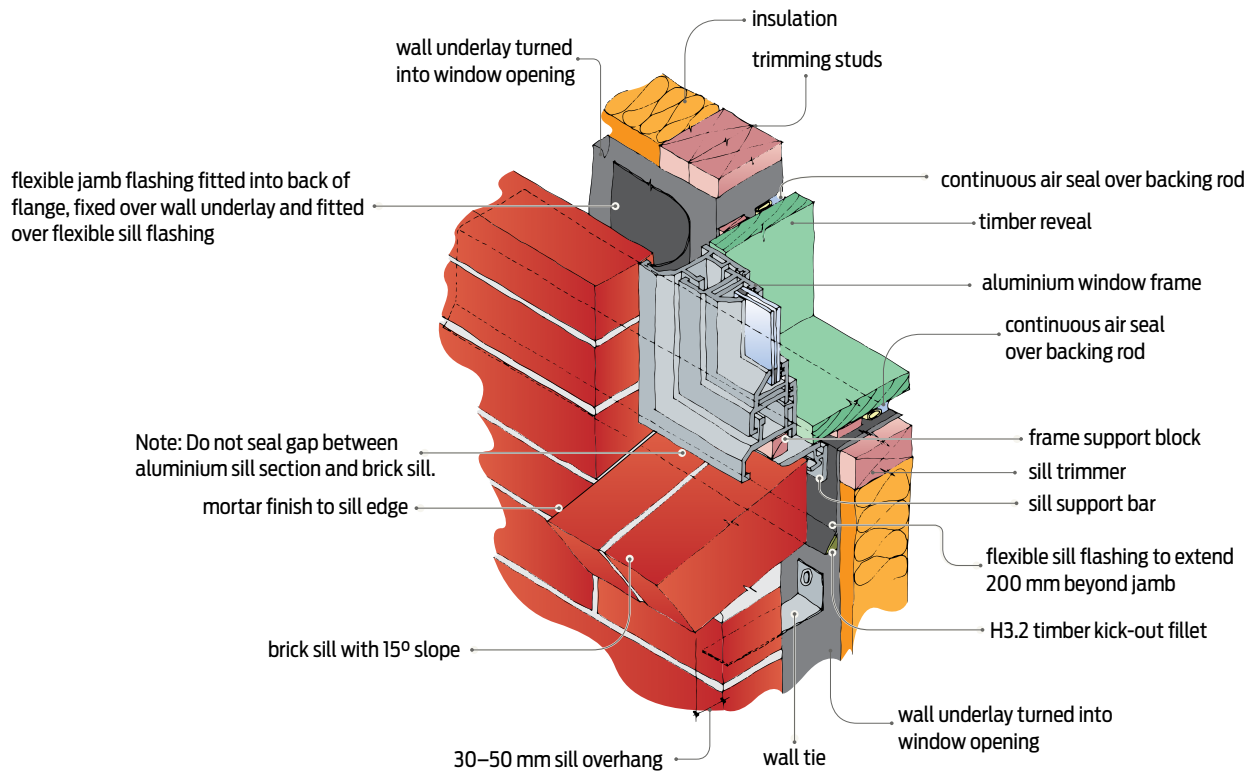 insulation
wall underlay turned
into window opening
trimming studs
flexible jamb flashing fitted into back of
flange, fixed over wall underlay and fitted
over flexible sill flashing
continuous air seal over backing rod
timber reveal
aluminium window frame
continuous air seal
over backing rod
Note: Do not seal gap between
aluminium sill section and brick sill.
frame support block
sill trimmer
mortar finish to sill edge
sill support bar
flexible sill flashing to extend
200 mm beyond jamb
H3.2 timber kick-out fillet
brick sill with 15º slope
wall underlay turned into
window opening
30–50 mm sill overhang
wall tie